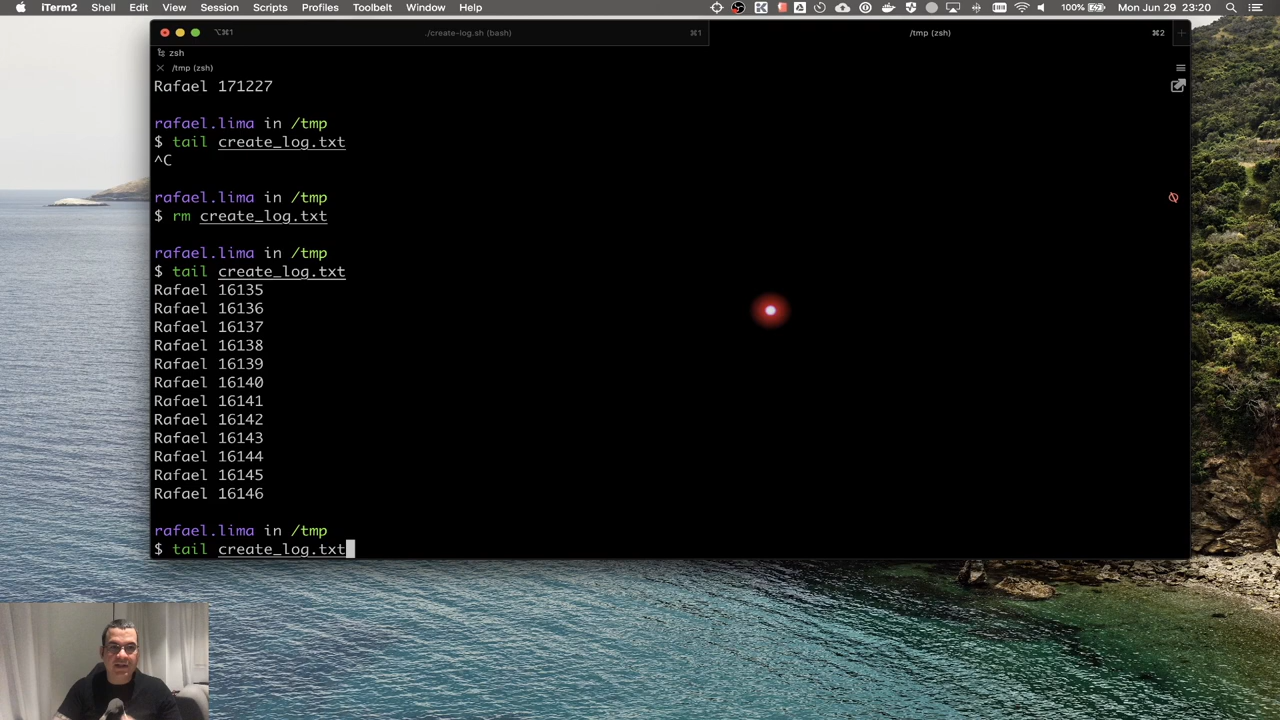 iTerm2 Shell Edit View Session Scripts Profiles Toolbelt Window Help 100% Mon Jun 29 23:20
⌥⌘1 ./create-log.sh (bash) ⌘1 /tmp (zsh) ⌘2 +
zsh
/tmp (zsh)
Rafael 171227
rafael.lima in /tmp
$ tail create_log.txt
^C
rafael.lima in /tmp
$ rm create_log.txt
rafael.lima in /tmp
$ tail create_log.txt
Rafael 16135
Rafael 16136
Rafael 16137
Rafael 16138
Rafael 16139
Rafael 16140
Rafael 16141
Rafael 16142
Rafael 16143
Rafael 16144
Rafael 16145
Rafael 16146
rafael.lima in /tmp
$ tail create_log.txt